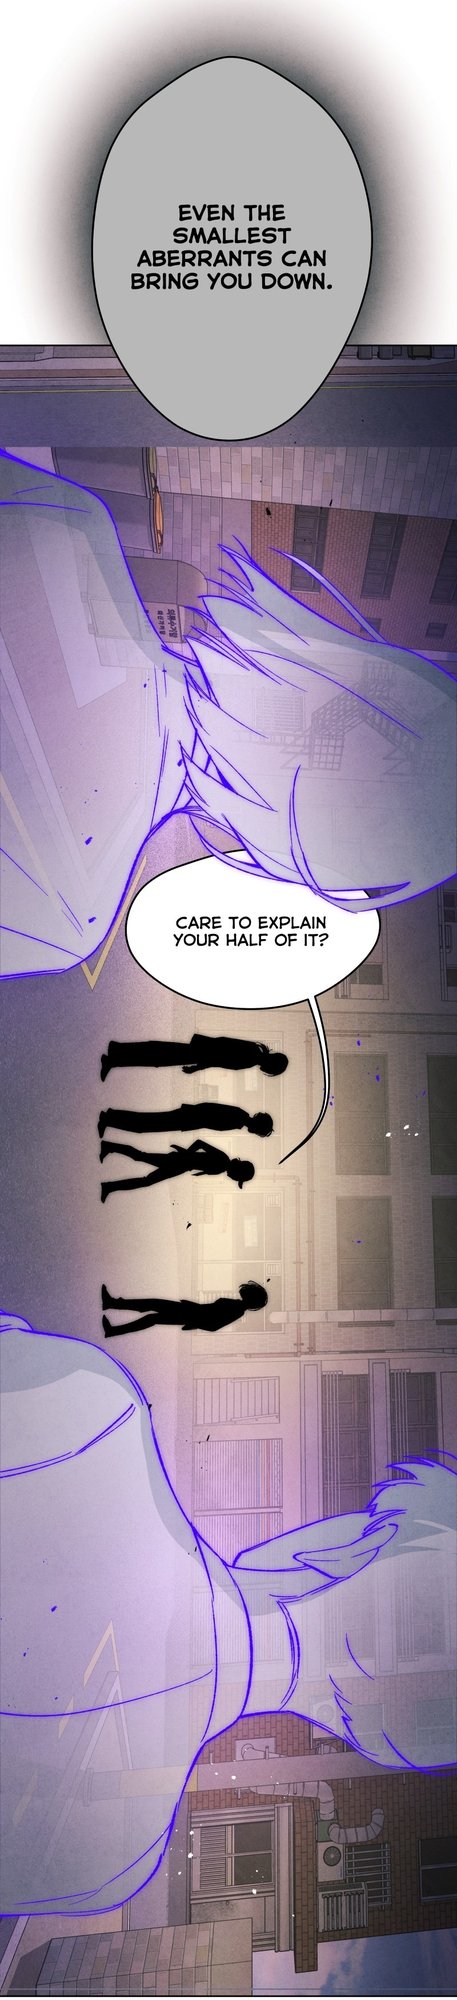 EVEN THE
SMALLEST
ABERRANTS CAN
BRING YOU DOWN.
CARE TO EXPLAIN
YOUR HALF OF IT?